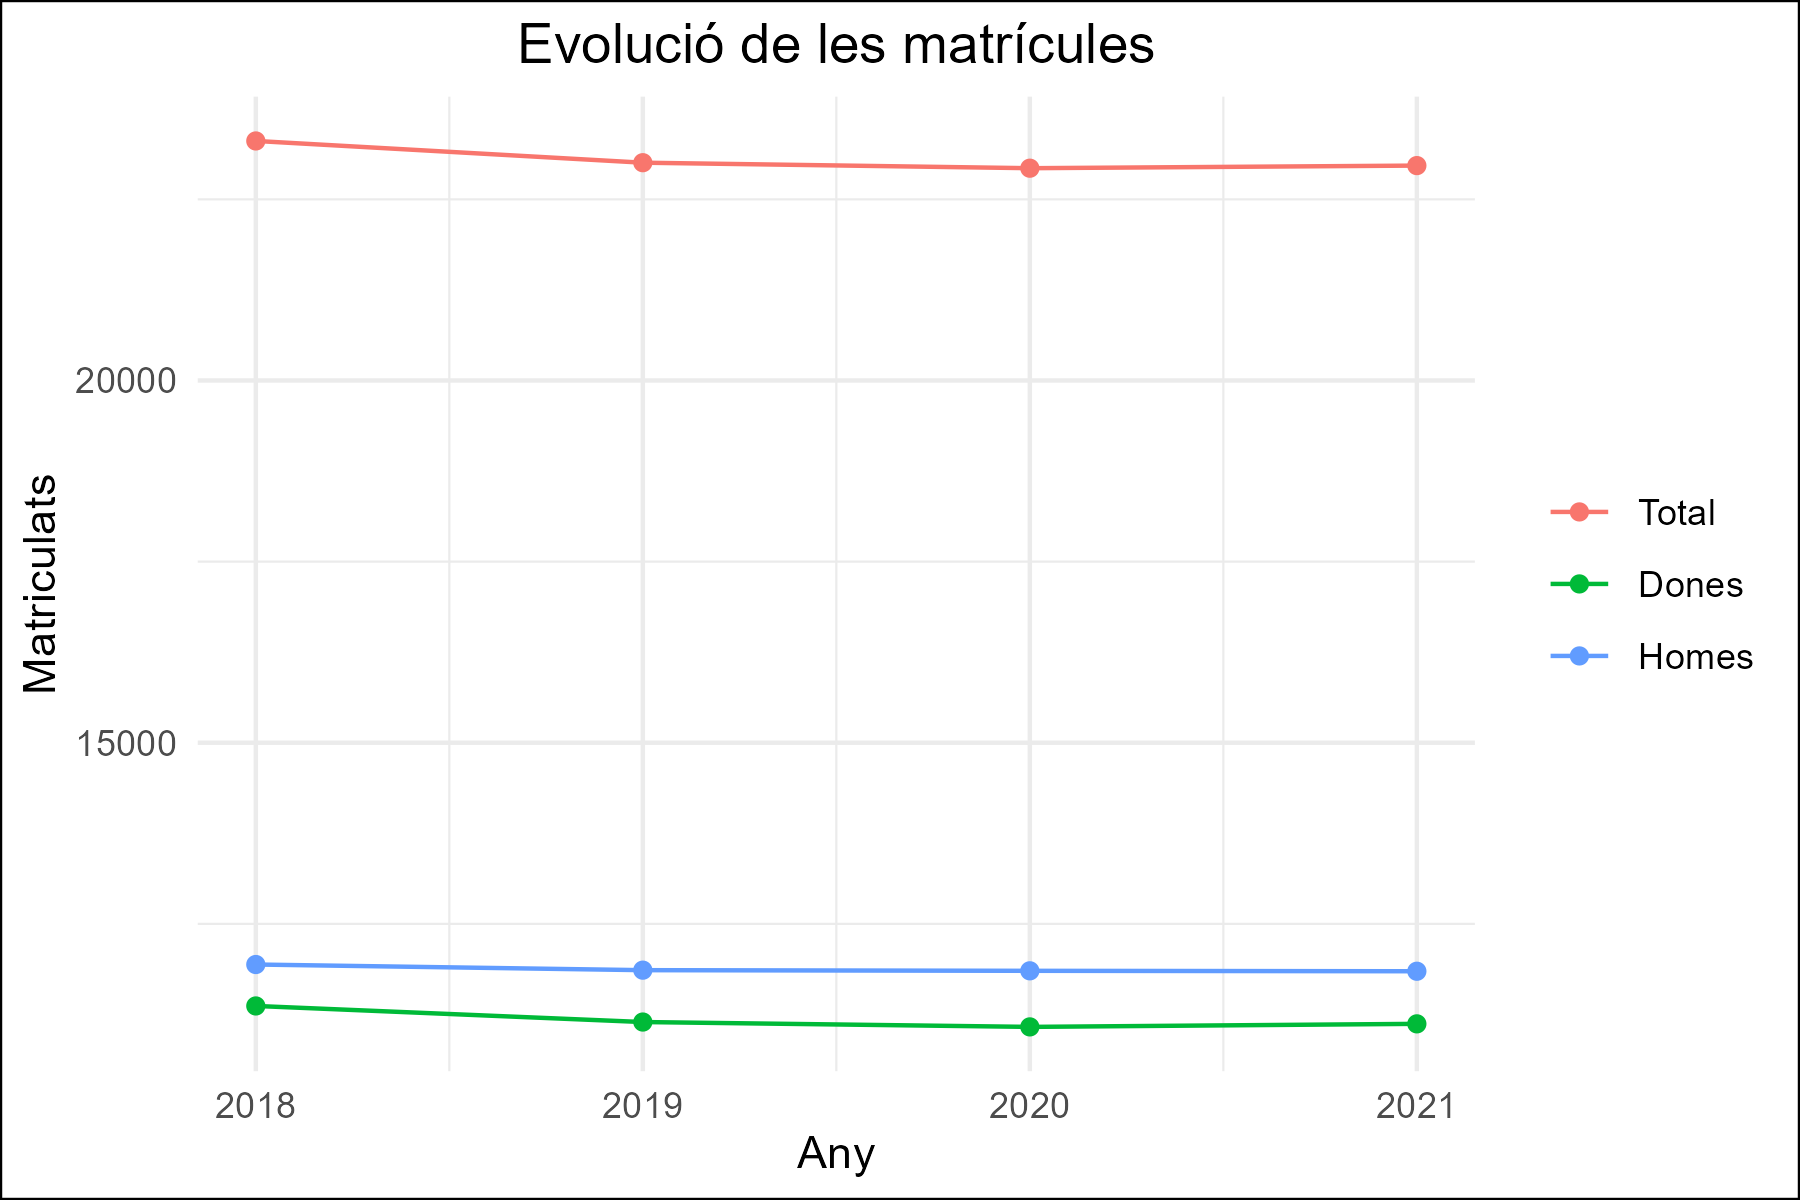 Evolució de les matrícules
20000
15000
Matriculats
2018
2019
2020
2021
Any
Total
Dones
Homes